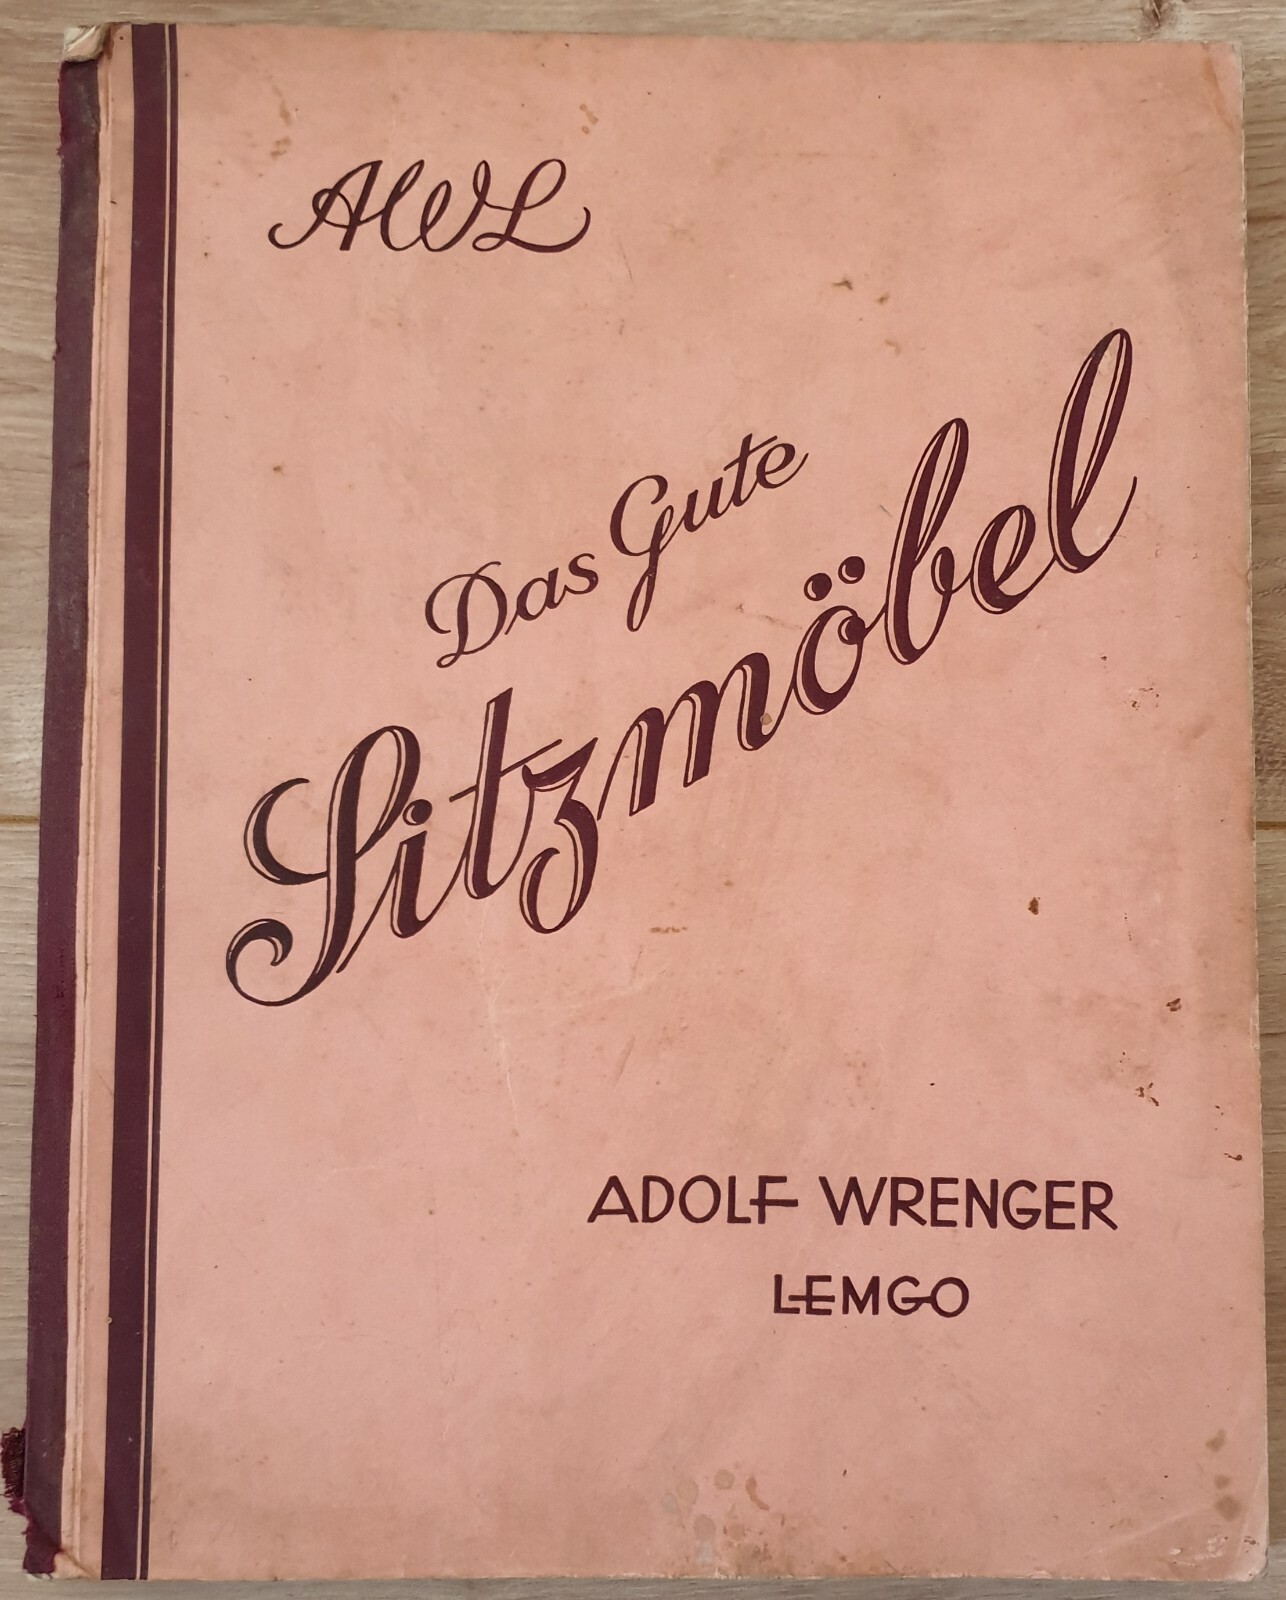 AWL
Das Gute
Sitzmöbel
ADOLF WRENGER
LEMGO